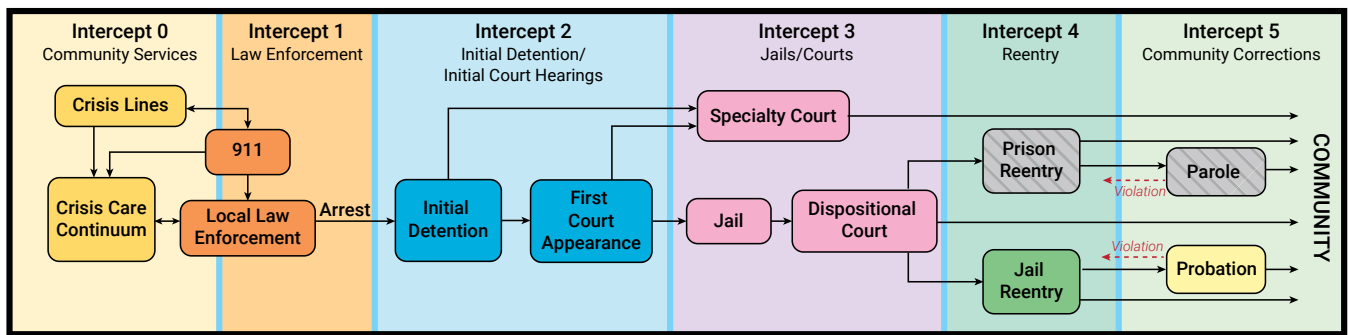 Intercept 0
Community Services
Intercept 1
Law Enforcement
Intercept 2
Initial Detention/
Initial Court Hearings
Intercept 3
Jails/Courts
Intercept 4
Reentry
Intercept 5
Community Corrections
Crisis Lines
911
Crisis Care
Continuum
Local Law
Enforcement
Arrest
Initial
Detention
First
Court
Appearance
Specialty Court
Jail
Dispositional
Court
Prison
Reentry
Violation
Parole
Jail
Reentry
Violation
Probation
COMMUNITY